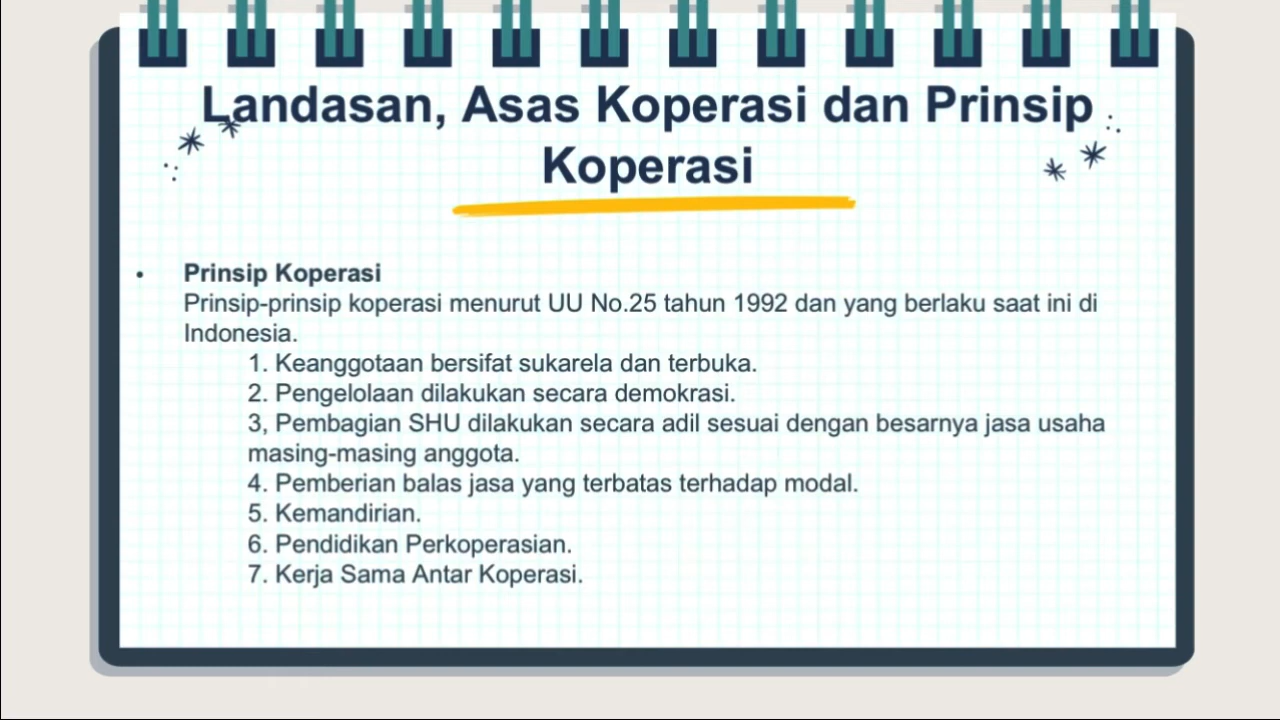 Landasan, Asas Koperasi dan Prinsip
Koperasi
• Prinsip Koperasi
Prinsip-prinsip koperasi menurut UU No.25 tahun 1992 dan yang berlaku saat ini di
Indonesia.
1. Keanggotaan bersifat sukarela dan terbuka.
2. Pengelolaan dilakukan secara demokrasi.
3, Pembagian SHU dilakukan secara adil sesuai dengan besarnya jasa usaha
masing-masing anggota.
4. Pemberian balas jasa yang terbatas terhadap modal.
5. Kemandirian.
6. Pendidikan Perkoperasian.
7. Kerja Sama Antar Koperasi.